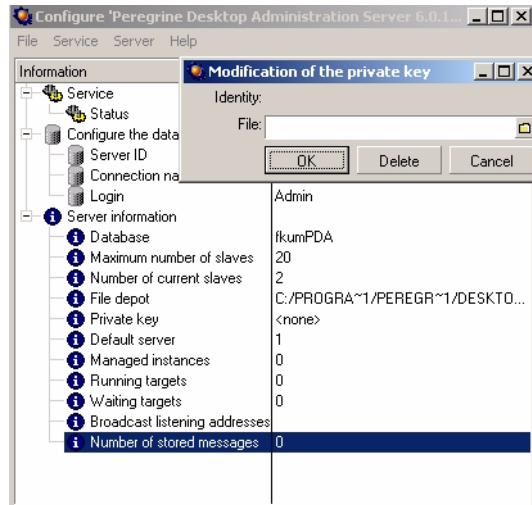 Configure 'Peregrine Desktop Administration Server 6.0.1...
File Service Server Help
Information
Modification of the private key
Identity:
File:
OK Delete Cancel
Service
Status
Configure the data
Server ID
Connection na
Login Admin
Server information
Database fkumPDA
Maximum number of slaves 20
Number of current slaves 2
File depot C:/PROGRA~1/PEREGR~1/DESKTO...
Private key <none>
Default server 1
Managed instances 0
Running targets 0
Waiting targets 0
Broadcast listening addresses
Number of stored messages 0